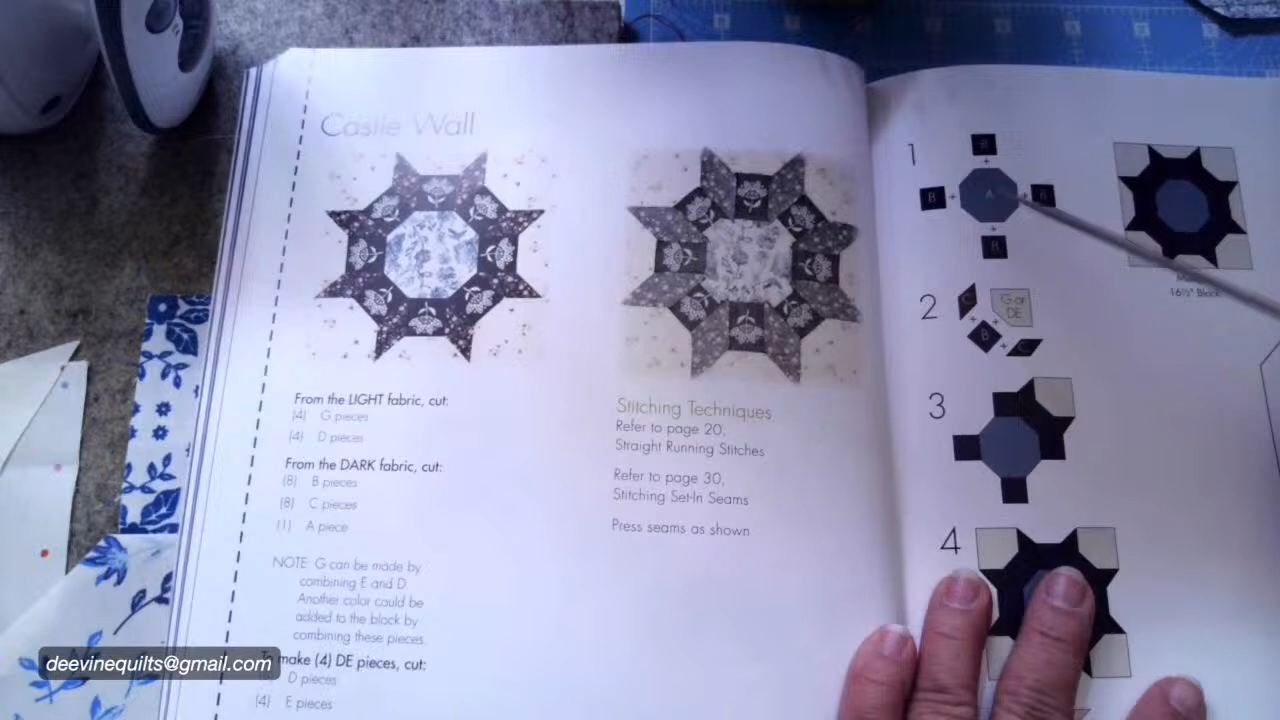 Castle Wall
From the LIGHT fabric, cut:
(4) G pieces
(4) D pieces
From the DARK fabric, cut:
(8) B pieces
(8) C pieces
(1) A piece
NOTE: G can be made by
combining E and D.
Another color could be
added to the block by
combining these pieces.
To make (4) DE pieces, cut:
D pieces
(4) E pieces
Stitching Techniques
Refer to page 20,
Straight Running Stitches
Refer to page 30,
Stitching Set-In Seams
Press seams as shown
1
B
+
B + A + B
+
B
16½" Block
2
C
G or
DE
+ +
B + C
3
4
deevinequilts@gmail.com